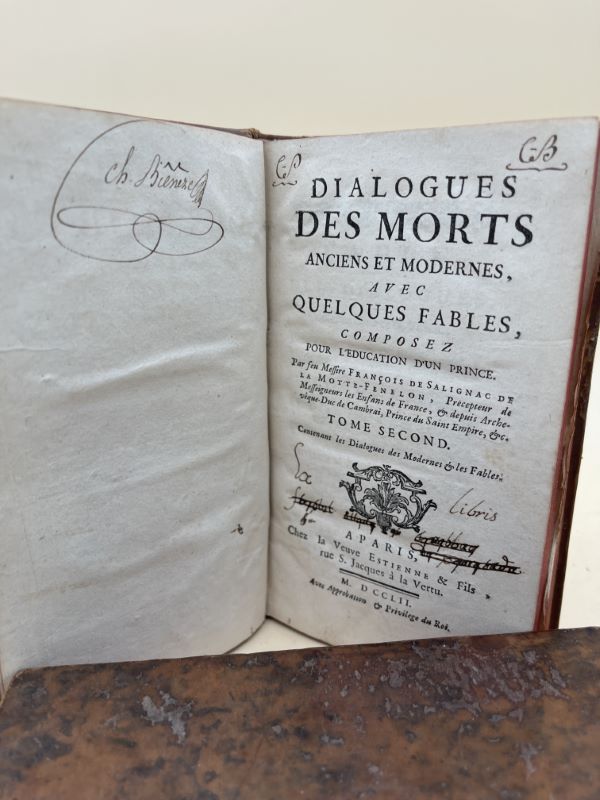 C-B
DIALOGUES
DES MORTS
ANCIENS ET MODERNES,
AVEC
QUELQUES FABLES,
COMPOSEZ
POUR L'EDUCATION D'UN PRINCE.
Par feu Messire FRANÇOIS DE SALIGNAC DE
LA MOTTE-FENELON, Precepteur de
Messeigneurs les Enfans de France, & depuis Arche-
vêque-Duc de Cambrai, Prince du Saint Empire, &c.
TOME SECOND.
Contenant les Dialogues des Modernes & les Fables.
Ex libris
A PARIS,
Chez la Veuve ESTIENNE & Fils,
rue S. Jacques à la Vertu.
M. DCCLII.
Avec Approbation & Privilege du Roi.